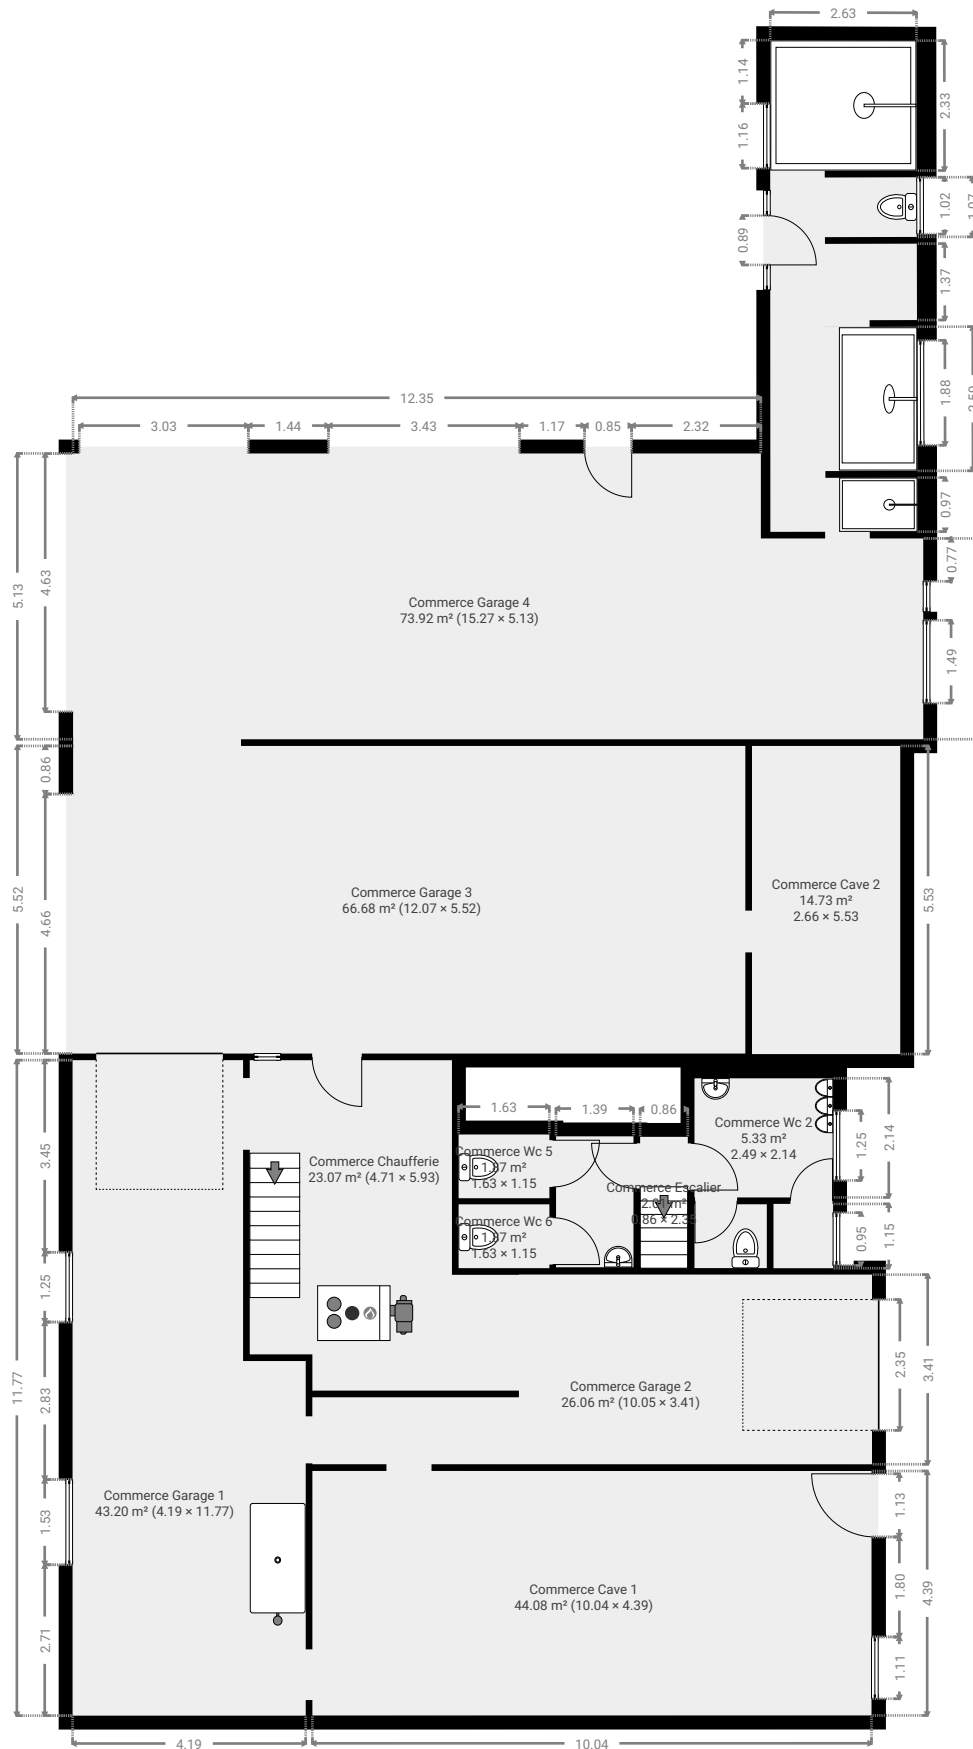 2.63
1.14
2.33
1.16
1.02
1.07
0.89
1.37
1.88
2.59
12.35
3.03
1.44
3.43
1.17
0.85
2.32
0.97
0.77
5.13
4.63
Commerce Garage 4
73.92 m² (15.27 × 5.13)
1.49
0.86
5.52
4.66
Commerce Garage 3
66.68 m² (12.07 × 5.52)
Commerce Cave 2
14.73 m²
2.66 × 5.53
5.53
1.63
1.39
0.86
Commerce Wc 2
5.33 m²
2.49 × 2.14
1.25
2.14
3.45
Commerce Chaufferie
23.07 m² (4.71 × 5.93)
Commerce Wc 5
1.87 m²
1.63 × 1.15
Commerce Escalier
m²
0.86 ×
Commerce Wc 6
1.87 m²
1.63 × 1.15
0.95
1.15
1.25
11.77
2.83
2.35
3.41
Commerce Garage 2
26.06 m² (10.05 × 3.41)
Commerce Garage 1
43.20 m² (4.19 × 11.77)
1.53
1.13
Commerce Cave 1
44.08 m² (10.04 × 4.39)
1.80
4.39
2.71
1.11
4.19
10.04